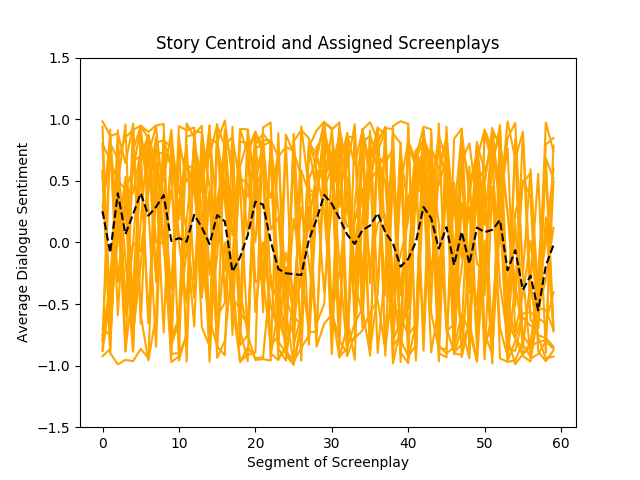 Story Centroid and Assigned Screenplays
1.5
1.0
0.5
0.0
−0.5
−1.0
−1.5
Average Dialogue Sentiment
0 10 20 30 40 50 60
Segment of Screenplay